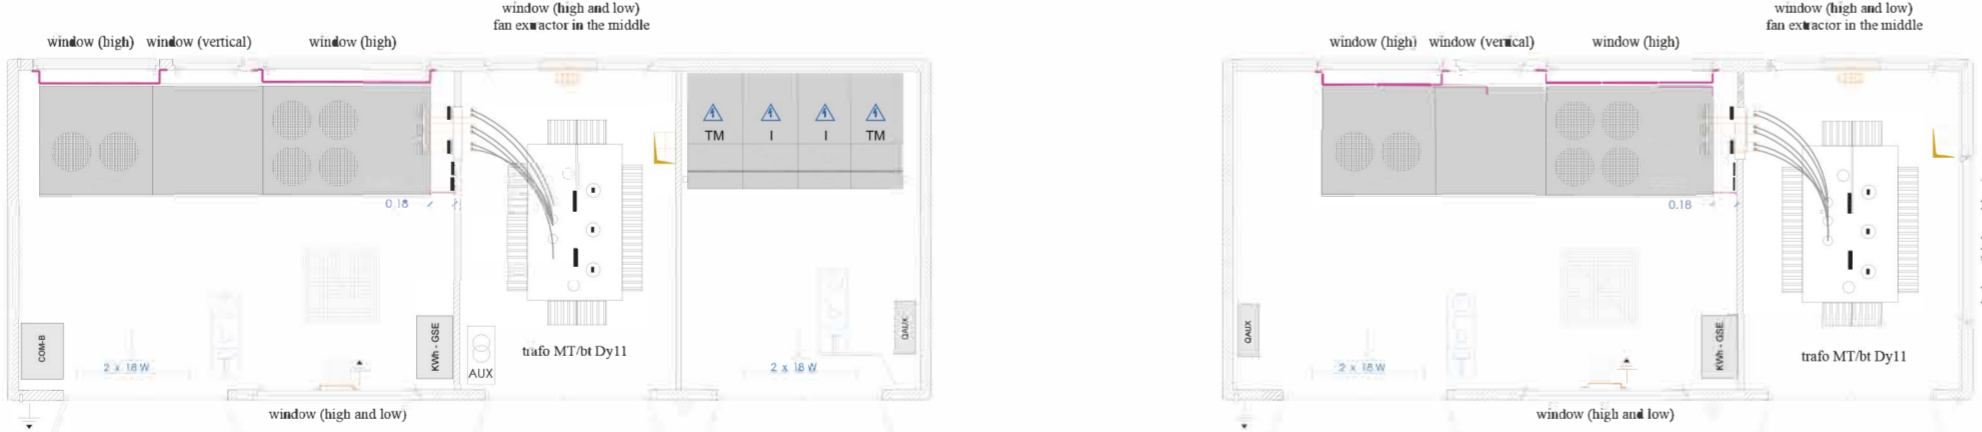 window (high and low)
fan extractor in the middle
window (high)
window (vertical)
window (high)
TM
I
I
TM
0.18
COM-B
KWh - GSE
QAUX
2 x 18 W
AUX
trafo MT/bt Dy11
2 x 18 W
window (high and low)
window (high and low)
fan extractor in the middle
window (high)
window (vertical)
window (high)
0.18
QAUX
KWh - GSE
2 x 18 W
trafo MT/bt Dy11
window (high and low)